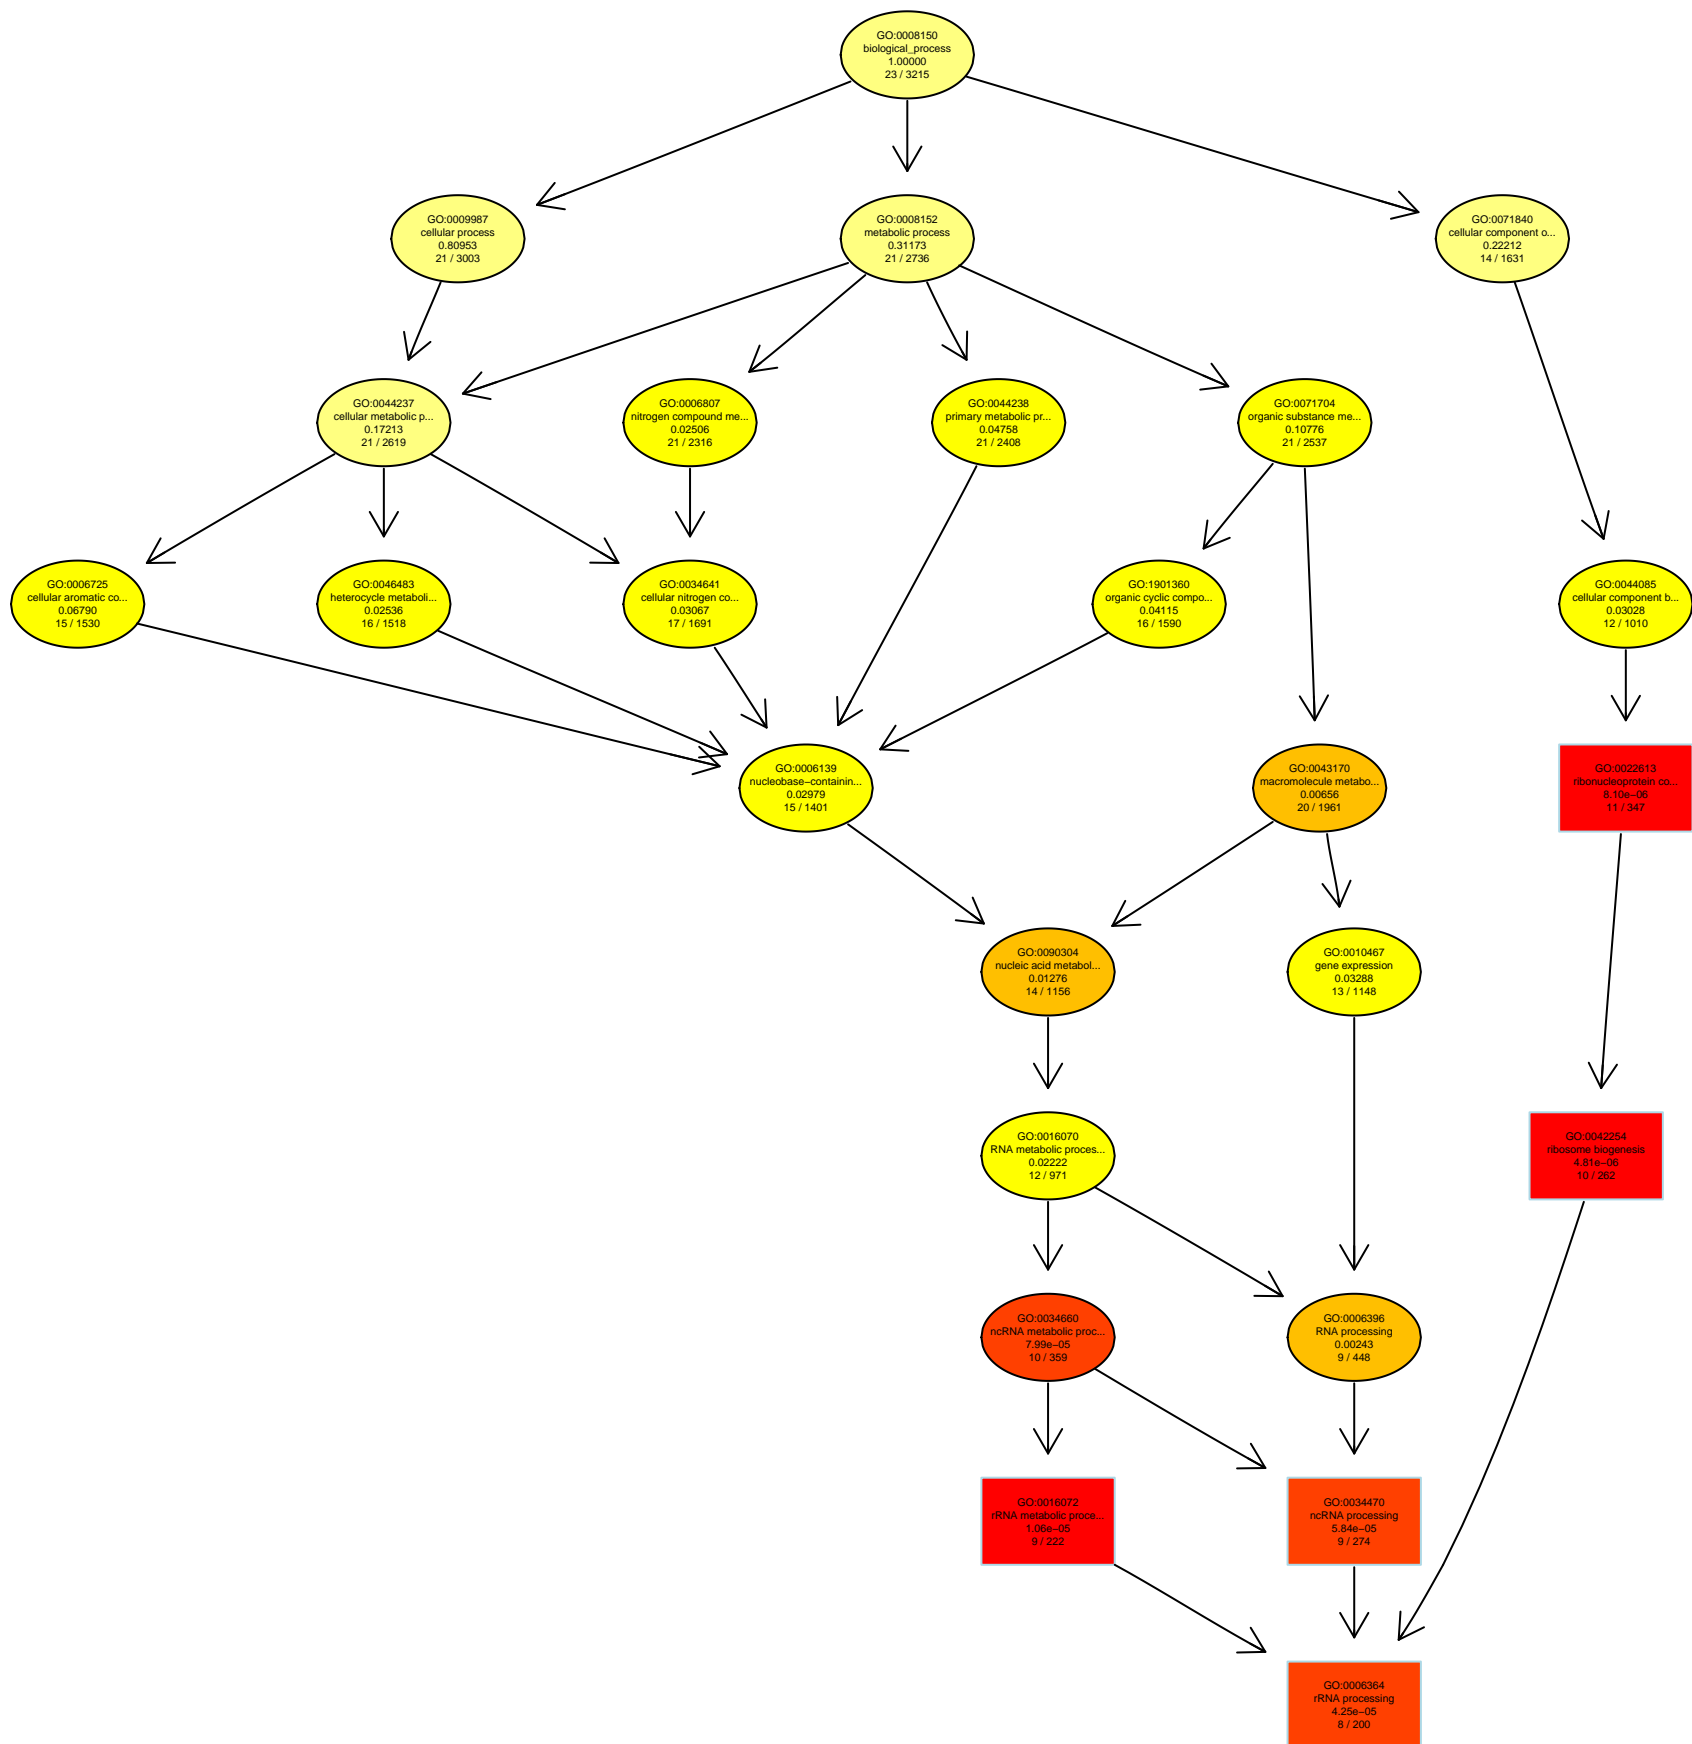 GO:0008150
biological_process
1.00000
23 / 3215
GO:0009987
cellular process
0.80953
21 / 3003
GO:0008152
metabolic process
0.31173
21 / 2736
GO:0071840
cellular component o...
0.22212
14 / 1631
GO:0044237
cellular metabolic p...
0.17213
21 / 2619
GO:0006807
nitrogen compound me...
0.02506
21 / 2316
GO:0044238
primary metabolic pr...
0.04758
21 / 2408
GO:0071704
organic substance me...
0.10776
21 / 2537
GO:0006725
cellular aromatic co...
0.06790
15 / 1530
GO:0046483
heterocycle metaboli...
0.02536
16 / 1518
GO:0034641
cellular nitrogen co...
0.03067
17 / 1691
GO:1901360
organic cyclic compo...
0.04115
16 / 1590
GO:0044085
cellular component b...
0.03028
12 / 1010
GO:0006139
nucleobase−containin...
0.02979
15 / 1401
GO:0043170
macromolecule metabo...
0.00656
20 / 1961
GO:0022613
ribonucleoprotein co...
8.10e−06
11 / 347
GO:0090304
nucleic acid metabol...
0.01276
14 / 1156
GO:0010467
gene expression
0.03288
13 / 1148
GO:0016070
RNA metabolic proces...
0.02222
12 / 971
GO:0042254
ribosome biogenesis
4.81e−06
10 / 262
GO:0034660
ncRNA metabolic proc...
7.99e−05
10 / 359
GO:0006396
RNA processing
0.00243
9 / 448
GO:0016072
rRNA metabolic proce...
1.06e−05
9 / 222
GO:0034470
ncRNA processing
5.84e−05
9 / 274
GO:0006364
rRNA processing
4.25e−05
8 / 200